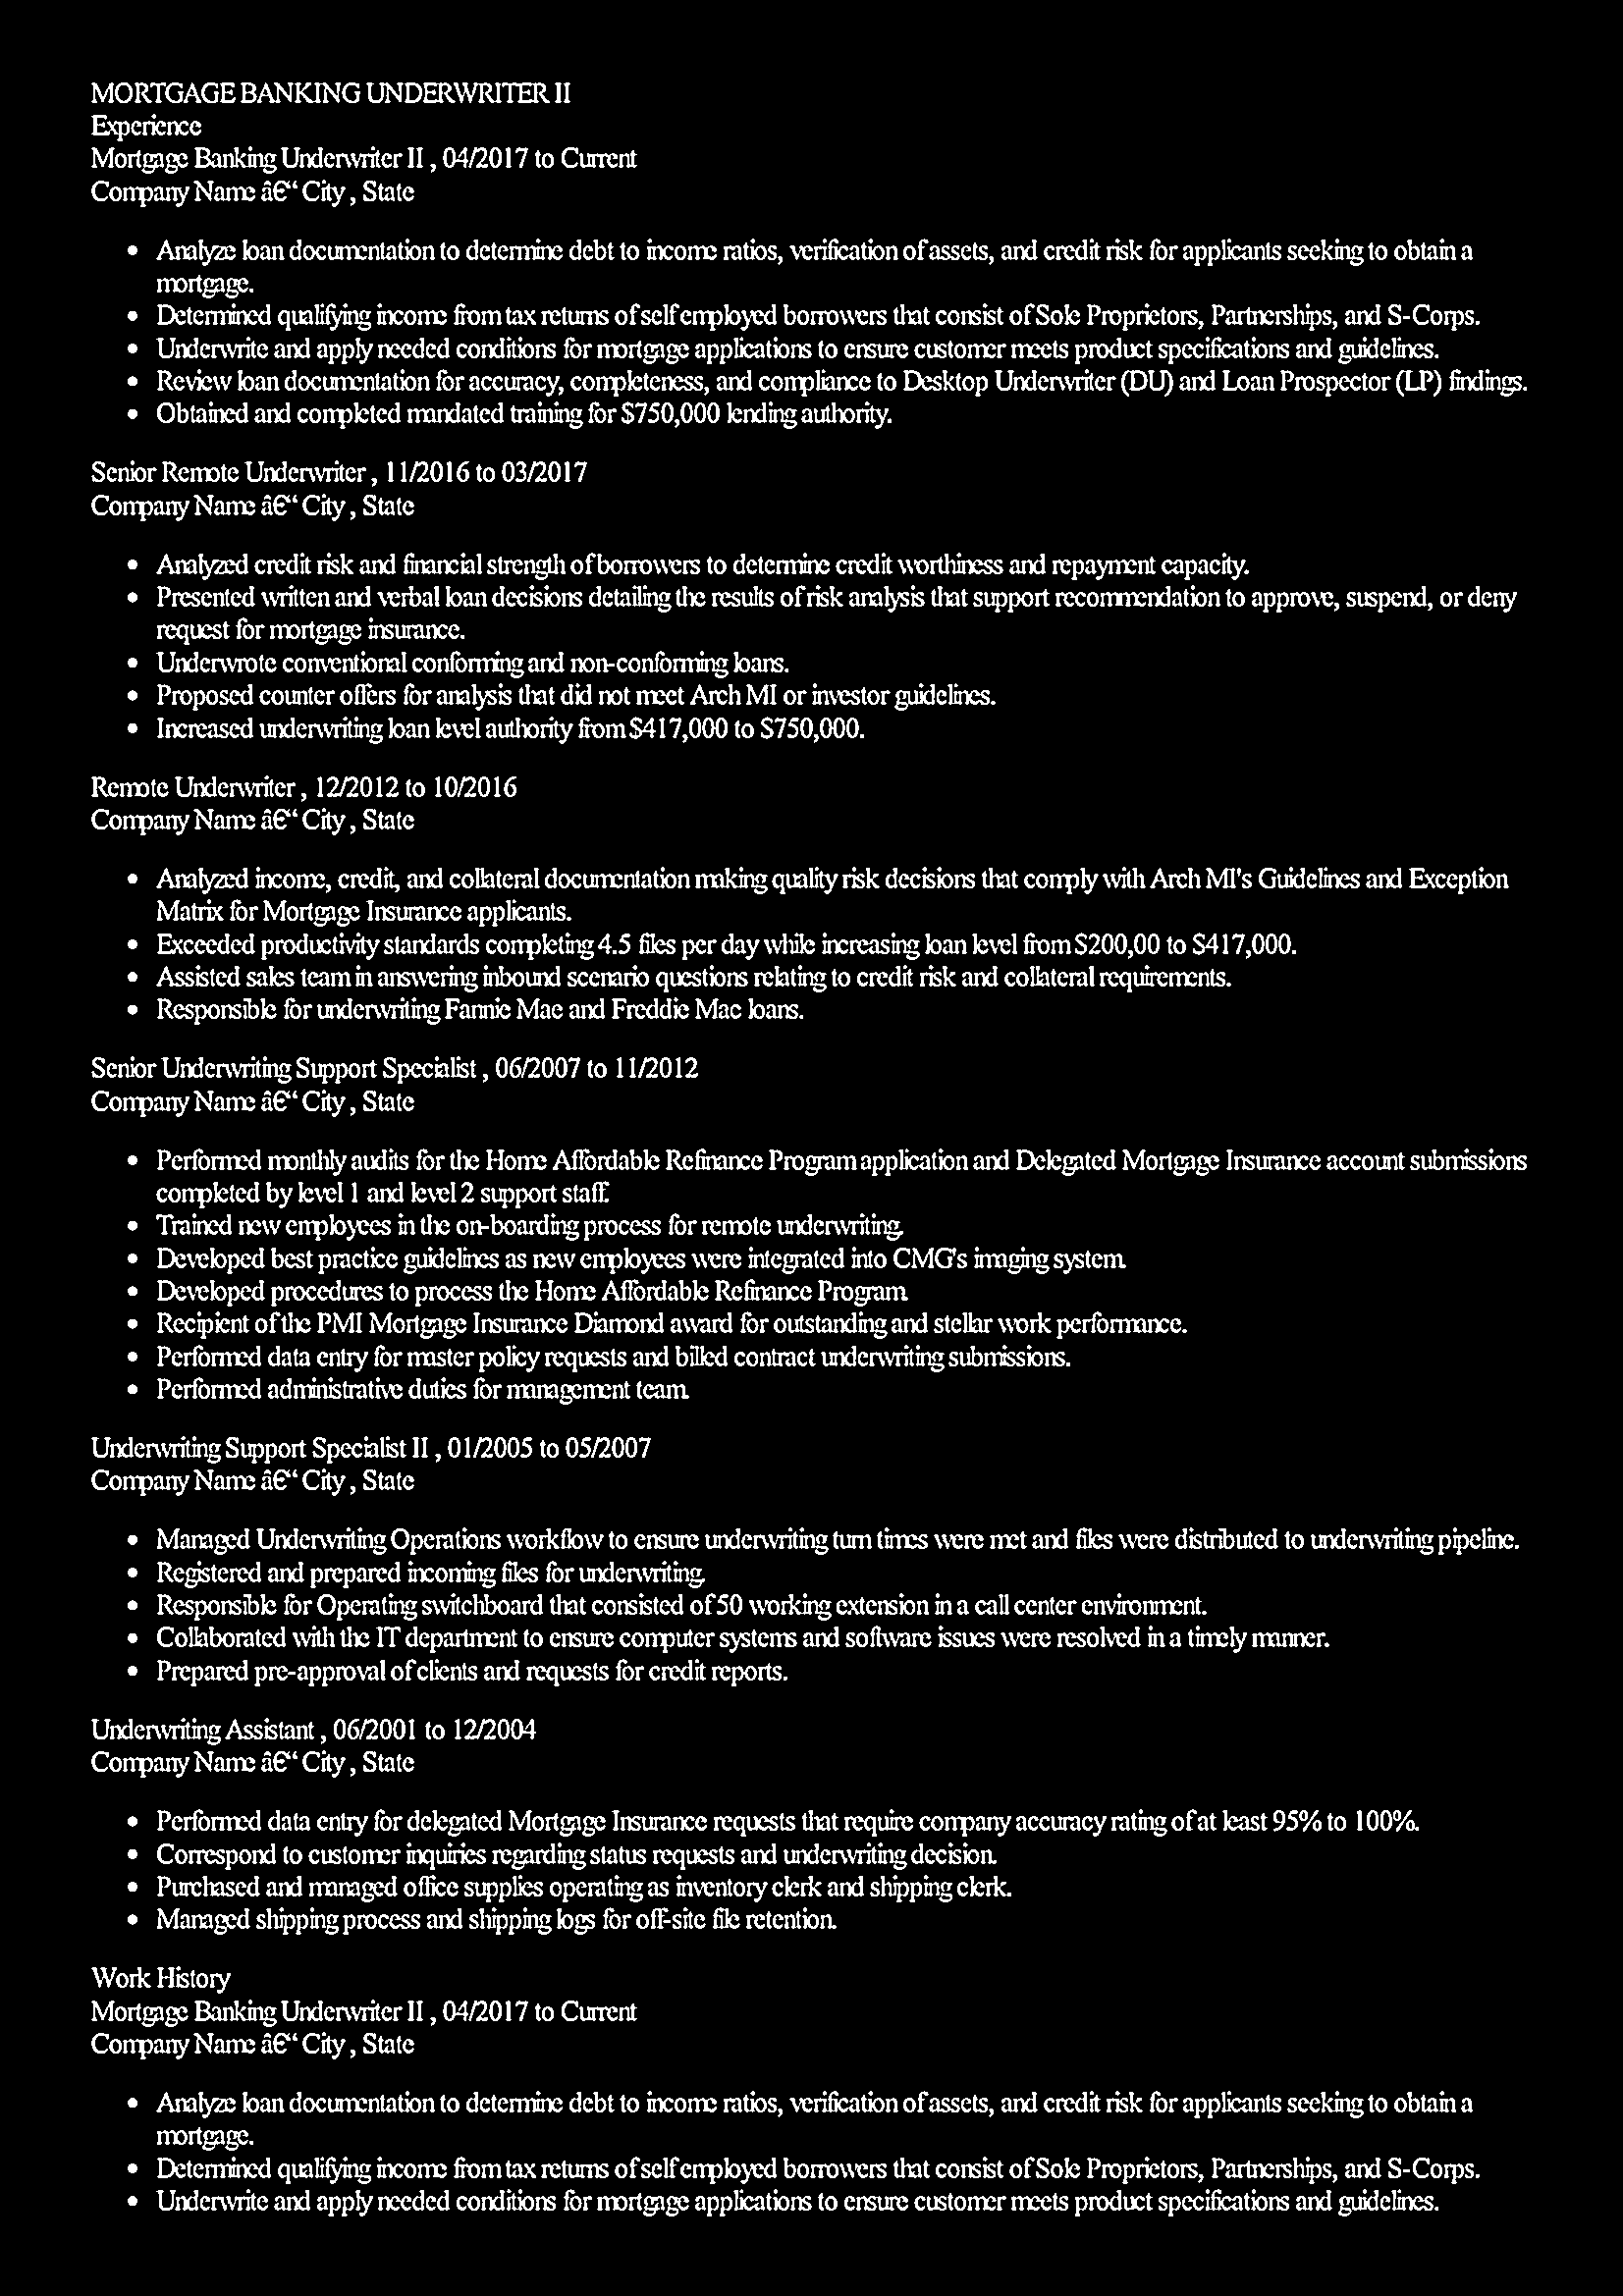 MORTGAGE BANKING UNDERWRITER II
Experience
Mortgage Banking Underwriter II , 04/2017 to Current
Company Name â€“ City , State
• Analyze loan documentation to determine debt to income ratios, verification of assets, and credit risk for applicants seeking to obtain a
mortgage.
• Determined qualifying income from tax returns of self employed borrowers that consist of Sole Proprietors, Partnerships, and S-Corps.
• Underwrite and apply needed conditions for mortgage applications to ensure customer meets product specifications and guidelines.
• Review loan documentation for accuracy, completeness, and compliance to Desktop Underwriter (DU) and Loan Prospector (LP) findings.
• Obtained and completed mandated training for $750,000 lending authority.
Senior Remote Underwriter , 11/2016 to 03/2017
Company Name â€“ City , State
• Analyzed credit risk and financial strength of borrowers to determine credit worthiness and repayment capacity.
• Presented written and verbal loan decisions detailing the results of risk analysis that support recommendation to approve, suspend, or deny
request for mortgage insurance.
• Underwrote conventional conforming and non-conforming loans.
• Proposed counter offers for analysis that did not meet Arch MI or investor guidelines.
• Increased underwriting loan level authority from $417,000 to $750,000.
Remote Underwriter , 12/2012 to 10/2016
Company Name â€“ City , State
• Analyzed income, credit, and collateral documentation making quality risk decisions that comply with Arch MI's Guidelines and Exception
Matrix for Mortgage Insurance applicants.
• Exceeded productivity standards completing 4.5 files per day while increasing loan level from $200,00 to $417,000.
• Assisted sales team in answering inbound scenario questions relating to credit risk and collateral requirements.
• Responsible for underwriting Fannie Mae and Freddie Mac loans.
Senior Underwriting Support Specialist , 06/2007 to 11/2012
Company Name â€“ City , State
• Performed monthly audits for the Home Affordable Refinance Program application and Delegated Mortgage Insurance account submissions
completed by level 1 and level 2 support staff.
• Trained new employees in the on-boarding process for remote underwriting.
• Developed best practice guidelines as new employees were integrated into CMG's imaging system.
• Developed procedures to process the Home Affordable Refinance Program.
• Recipient of the PMI Mortgage Insurance Diamond award for outstanding and stellar work performance.
• Performed data entry for master policy requests and billed contract underwriting submissions.
• Performed administrative duties for management team.
Underwriting Support Specialist II , 01/2005 to 05/2007
Company Name â€“ City , State
• Managed Underwriting Operations workflow to ensure underwriting turn times were met and files were distributed to underwriting pipeline.
• Registered and prepared incoming files for underwriting.
• Responsible for Operating switchboard that consisted of 50 working extension in a call center environment.
• Collaborated with the IT department to ensure computer systems and software issues were resolved in a timely manner.
• Prepared pre-approval of clients and requests for credit reports.
Underwriting Assistant , 06/2001 to 12/2004
Company Name â€“ City , State
• Performed data entry for delegated Mortgage Insurance requests that require company accuracy rating of at least 95% to 100%.
• Correspond to customer inquiries regarding status requests and underwriting decision.
• Purchased and managed office supplies operating as inventory clerk and shipping clerk.
• Managed shipping process and shipping logs for off-site file retention.
Work History
Mortgage Banking Underwriter II , 04/2017 to Current
Company Name â€“ City , State
• Analyze loan documentation to determine debt to income ratios, verification of assets, and credit risk for applicants seeking to obtain a
mortgage.
• Determined qualifying income from tax returns of self employed borrowers that consist of Sole Proprietors, Partnerships, and S-Corps.
• Underwrite and apply needed conditions for mortgage applications to ensure customer meets product specifications and guidelines.